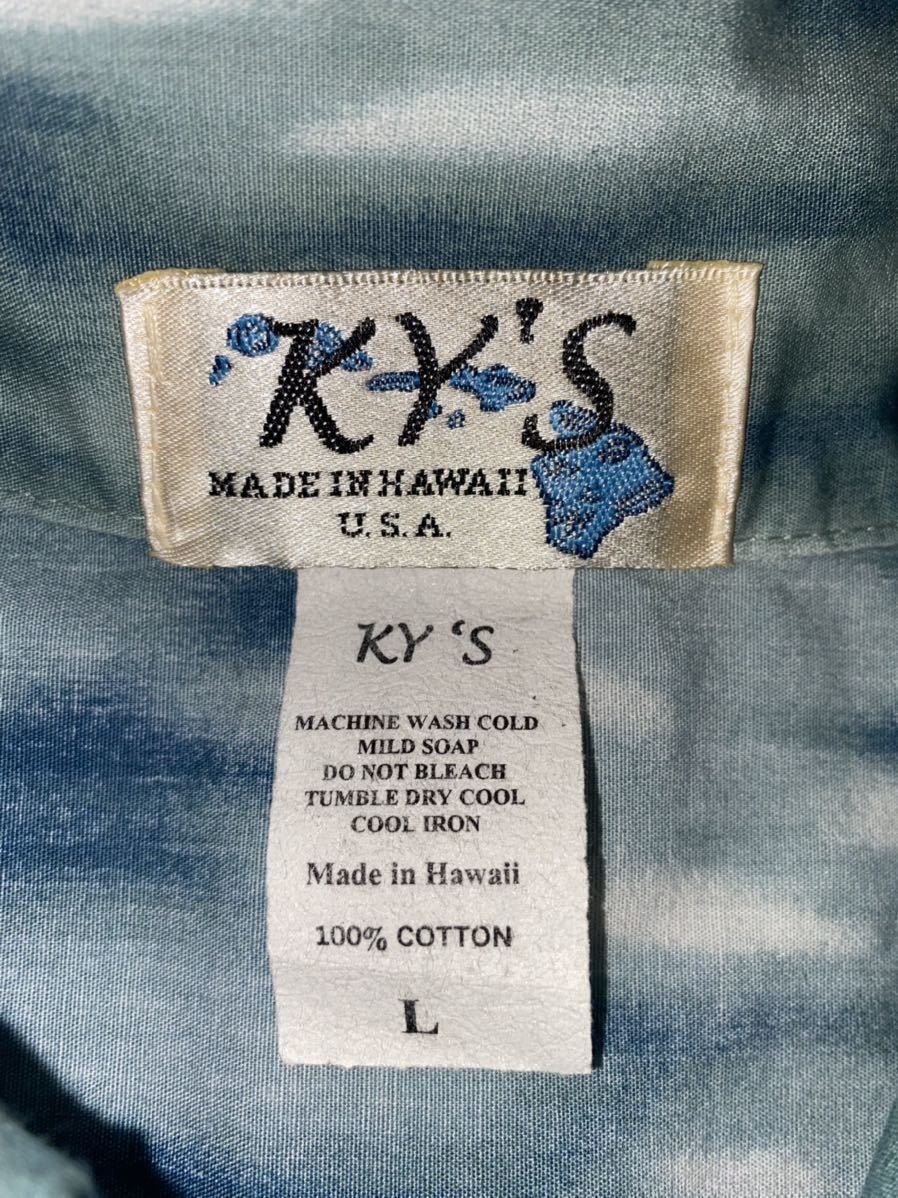 KY'S
MADE IN HAWAII
U.S.A.
KY 'S
MACHINE WASH COLD
MILD SOAP
DO NOT BLEACH
TUMBLE DRY COOL
COOL IRON
Made in Hawaii
100% COTTON
L